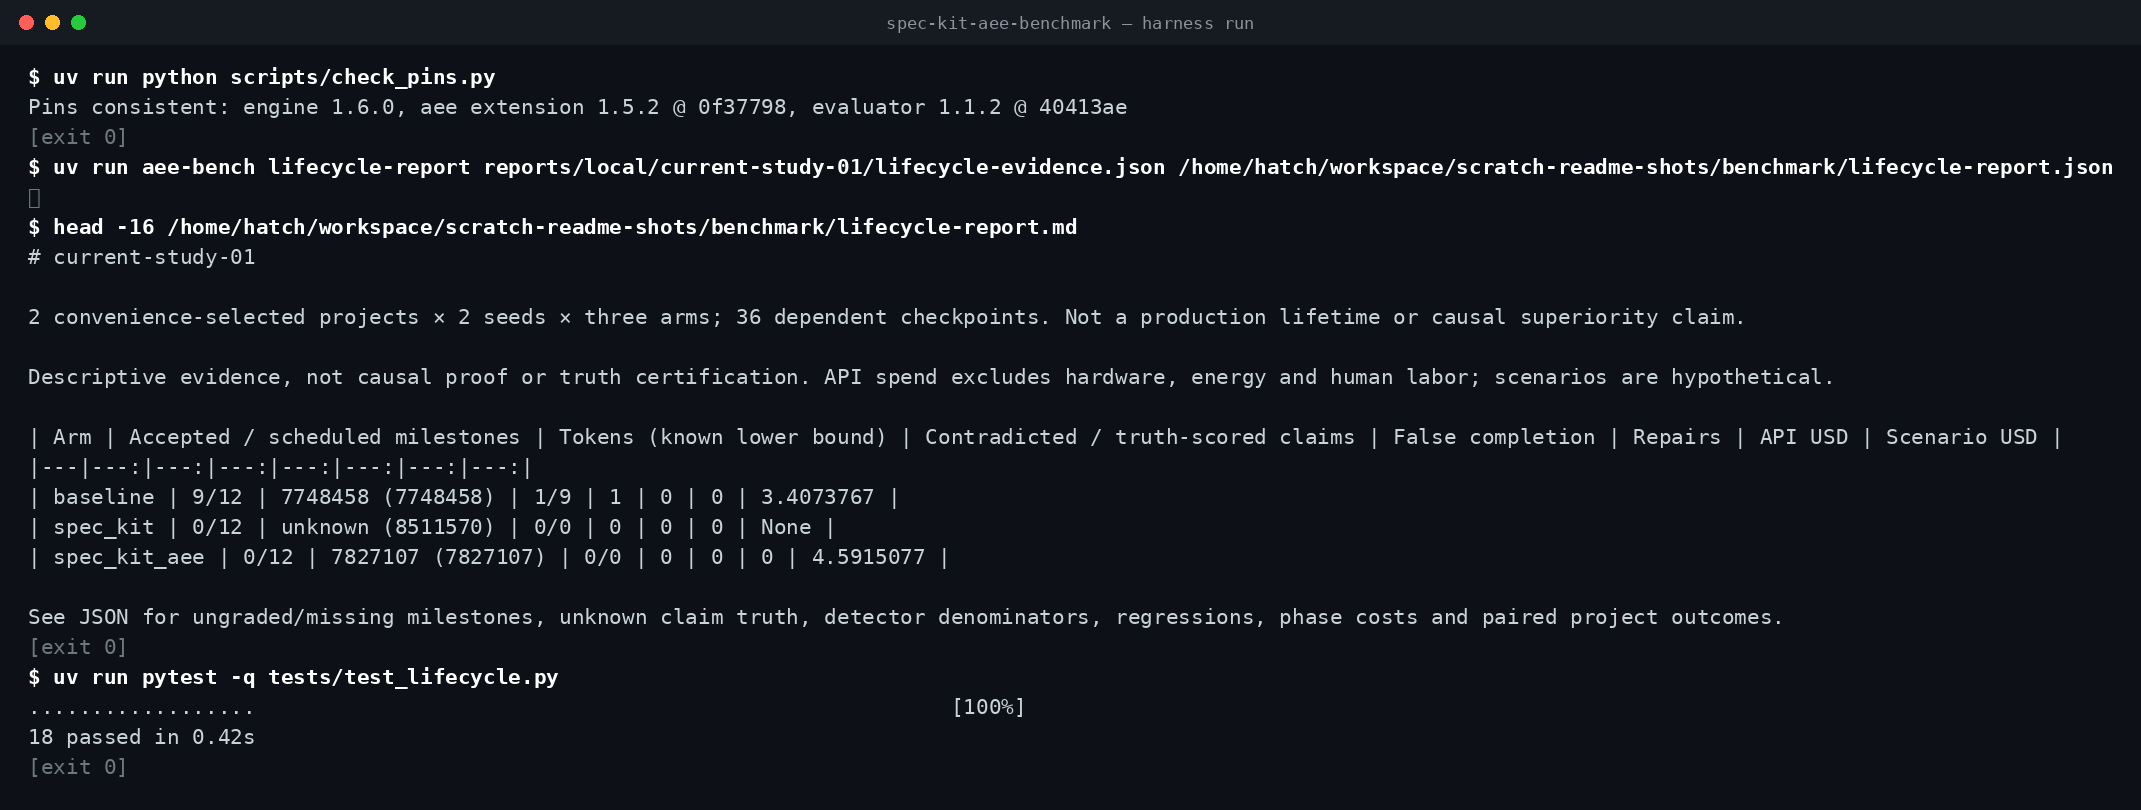 spec-kit-aee-benchmark — harness run
$ uv run python scripts/check_pins.py
Pins consistent: engine 1.6.0, aee extension 1.5.2 @ 0f37798, evaluator 1.1.2 @ 40413ae
[exit 0]
$ uv run aee-bench lifecycle-report reports/local/current-study-01/lifecycle-evidence.json /home/hatch/workspace/scratch-readme-shots/benchmark/lifecycle-report.json
$ head -16 /home/hatch/workspace/scratch-readme-shots/benchmark/lifecycle-report.md
# current-study-01
2 convenience-selected projects × 2 seeds × three arms; 36 dependent checkpoints. Not a production lifetime or causal superiority claim.
Descriptive evidence, not causal proof or truth certification. API spend excludes hardware, energy and human labor; scenarios are hypothetical.
| Arm | Accepted / scheduled milestones | Tokens (known lower bound) | Contradicted / truth-scored claims | False completion | Repairs | API USD | Scenario USD |
|---|---:|---:|---:|---:|---:|---:|---:|
| baseline | 9/12 | 7748458 (7748458) | 1/9 | 1 | 0 | 0 | 3.4073767 |
| spec_kit | 0/12 | unknown (8511570) | 0/0 | 0 | 0 | 0 | None |
| spec_kit_aee | 0/12 | 7827107 (7827107) | 0/0 | 0 | 0 | 0 | 4.5915077 |
See JSON for ungraded/missing milestones, unknown claim truth, detector denominators, regressions, phase costs and paired project outcomes.
[exit 0]
$ uv run pytest -q tests/test_lifecycle.py
.................. [100%]
18 passed in 0.42s
[exit 0]